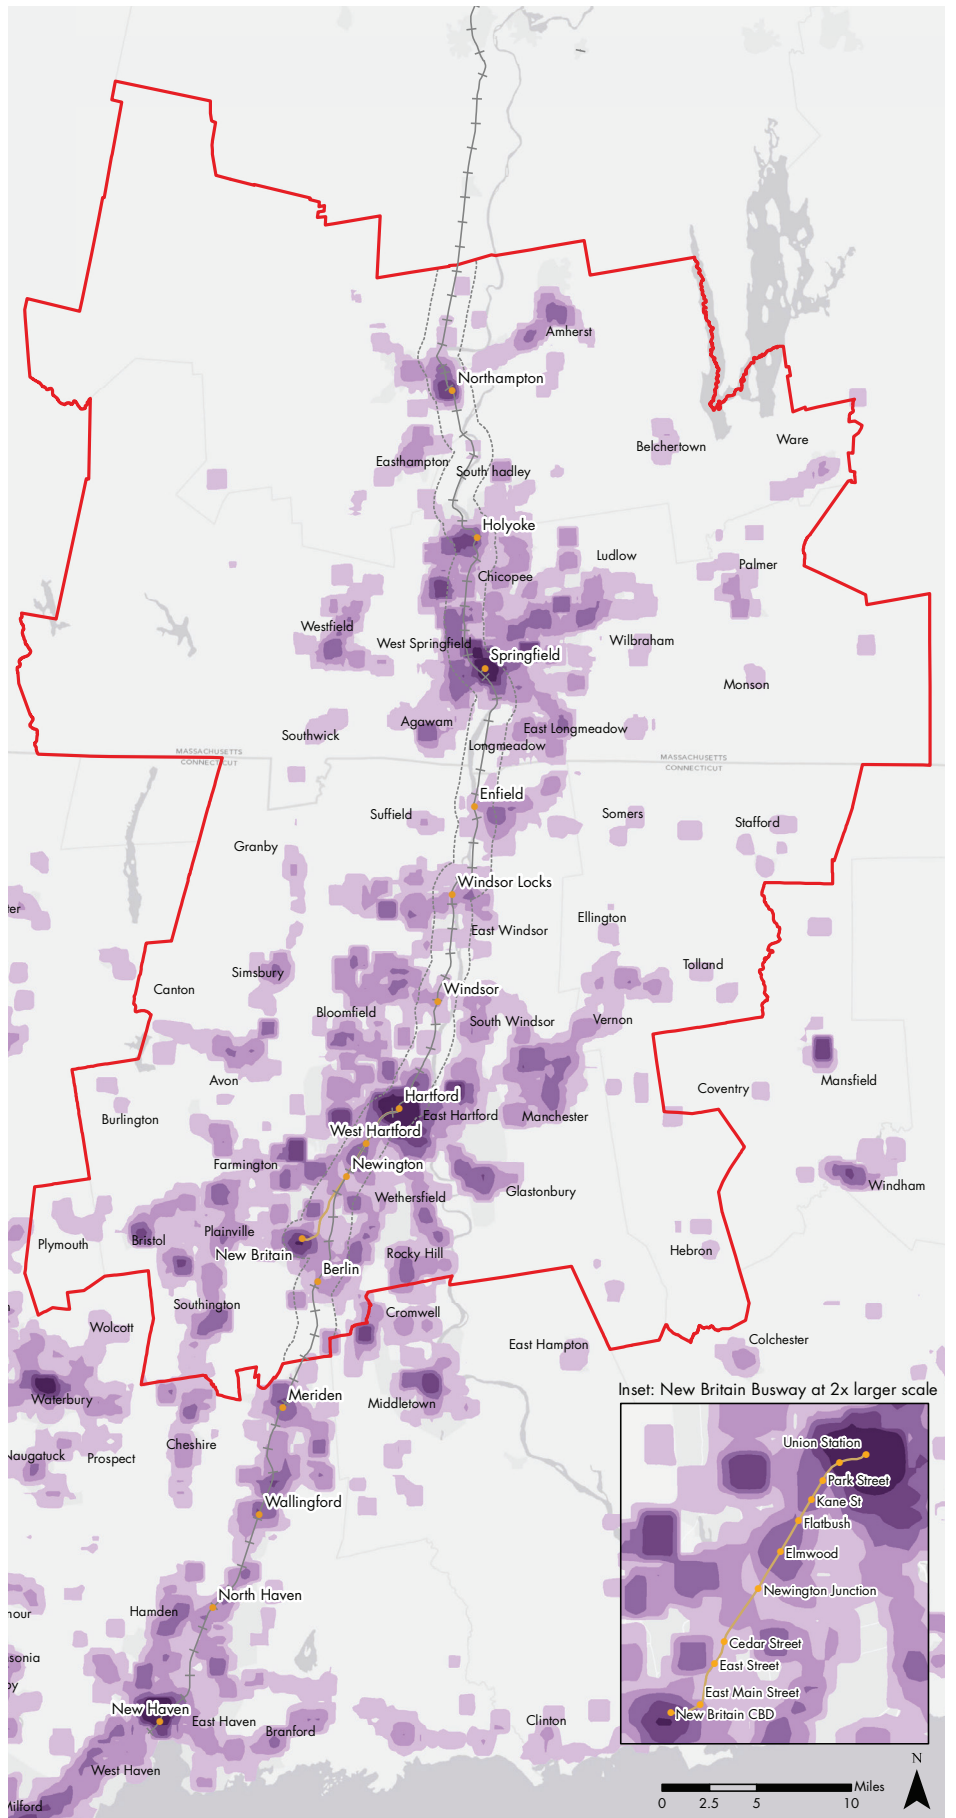 Amherst
Northampton
Belchertown
Ware
Easthampton
South hadley
Holyoke
Ludlow
Palmer
Chicopee
Westfield
West Springfield
Wilbraham
Springfield
Monson
Agawam
East Longmeadow
Southwick
Longmeadow
MASSACHUSETTS
CONNECTICUT
MASSACHUSETTS
CONNECTICUT
Enfield
Suffield
Somers
Stafford
Granby
Windsor Locks
ter
Ellington
East Windsor
Simsbury
Tolland
Canton
Windsor
Bloomfield
South Windsor
Vernon
Avon
Mansfield
Coventry
Hartford
Burlington
East Hartford
Manchester
West Hartford
Farmington
Newington
Windham
Wethersfield
Glastonbury
Plainville
Bristol
Plymouth
New Britain
Rocky Hill
Hebron
Berlin
Southington
Cromwell
Wolcott
East Hampton
Colchester
Inset: New Britain Busway at 2x larger scale
Meriden
Waterbury
Middletown
Cheshire
Naugatuck
Prospect
Union Station
Park Street
Kane St
Wallingford
Flatbush
Elmwood
North Haven
Newington Junction
Hamden
nour
Cedar Street
sonia
East Street
by
East Main Street
New Haven
New Britain CBD
East Haven
Clinton
Branford
West Haven
N
Miles
Milford
0 2.5 5 10